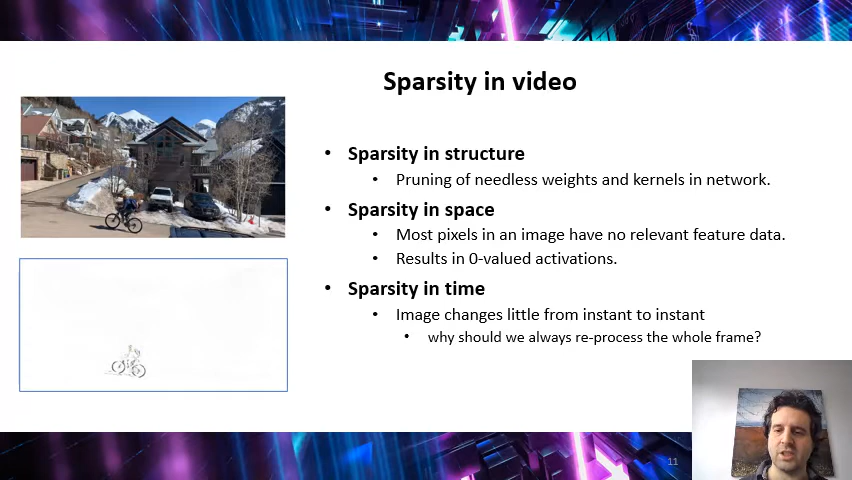 Sparsity in video
• Sparsity in structure
• Pruning of needless weights and kernels in network.
• Sparsity in space
• Most pixels in an image have no relevant feature data.
• Results in 0-valued activations.
• Sparsity in time
• Image changes little from instant to instant
• why should we always re-process the whole frame?
11